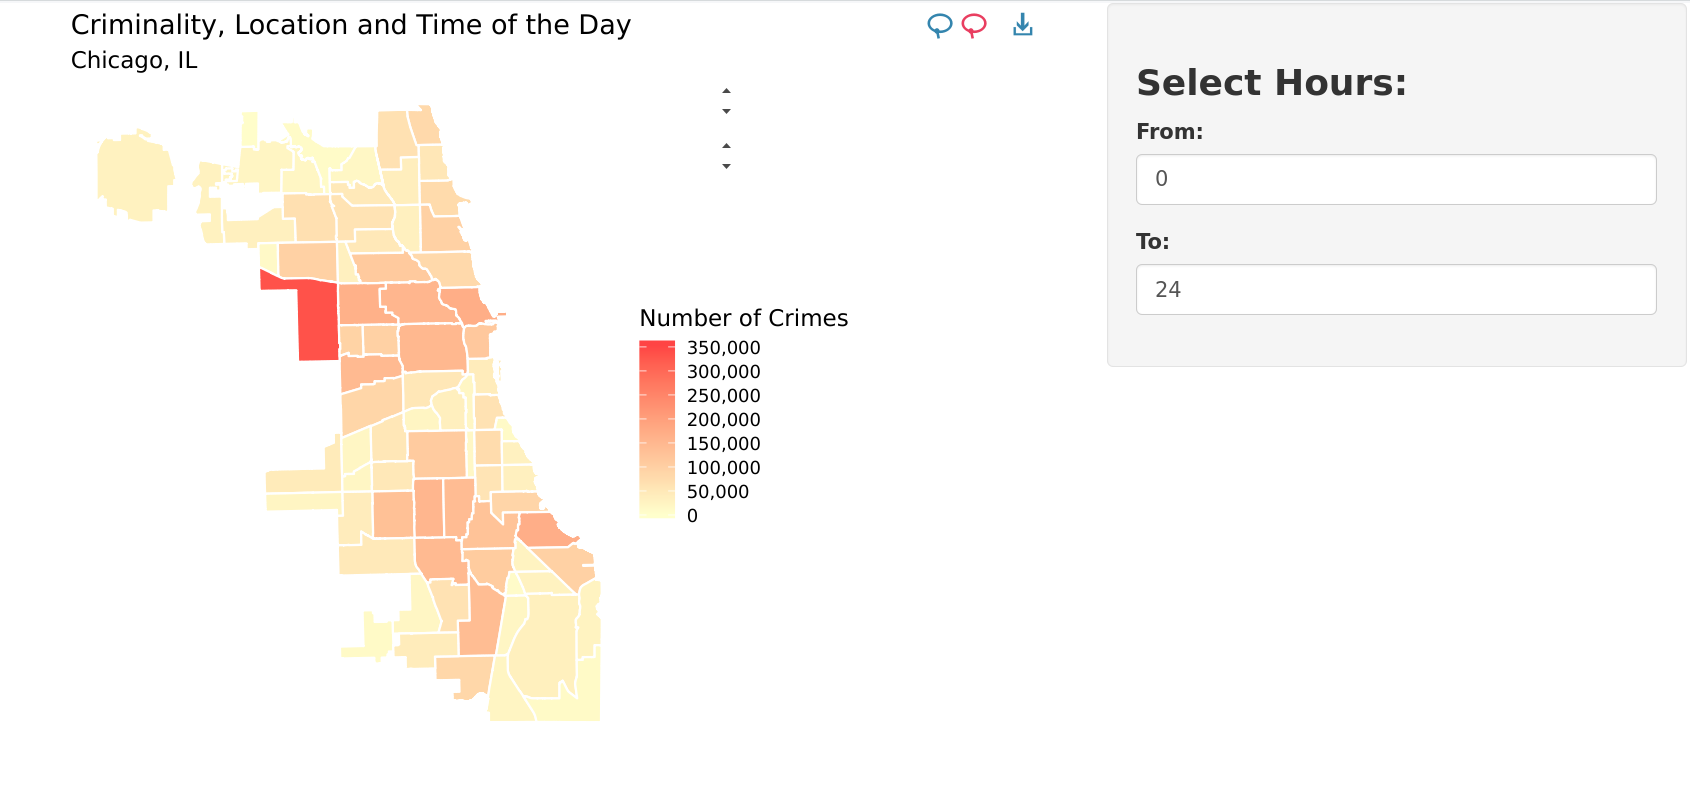 Criminality, Location and Time of the Day
Chicago, IL
Number of Crimes
350,000
300,000
250,000
200,000
150,000
100,000
50,000
0
Select Hours:
From:
0
To:
24